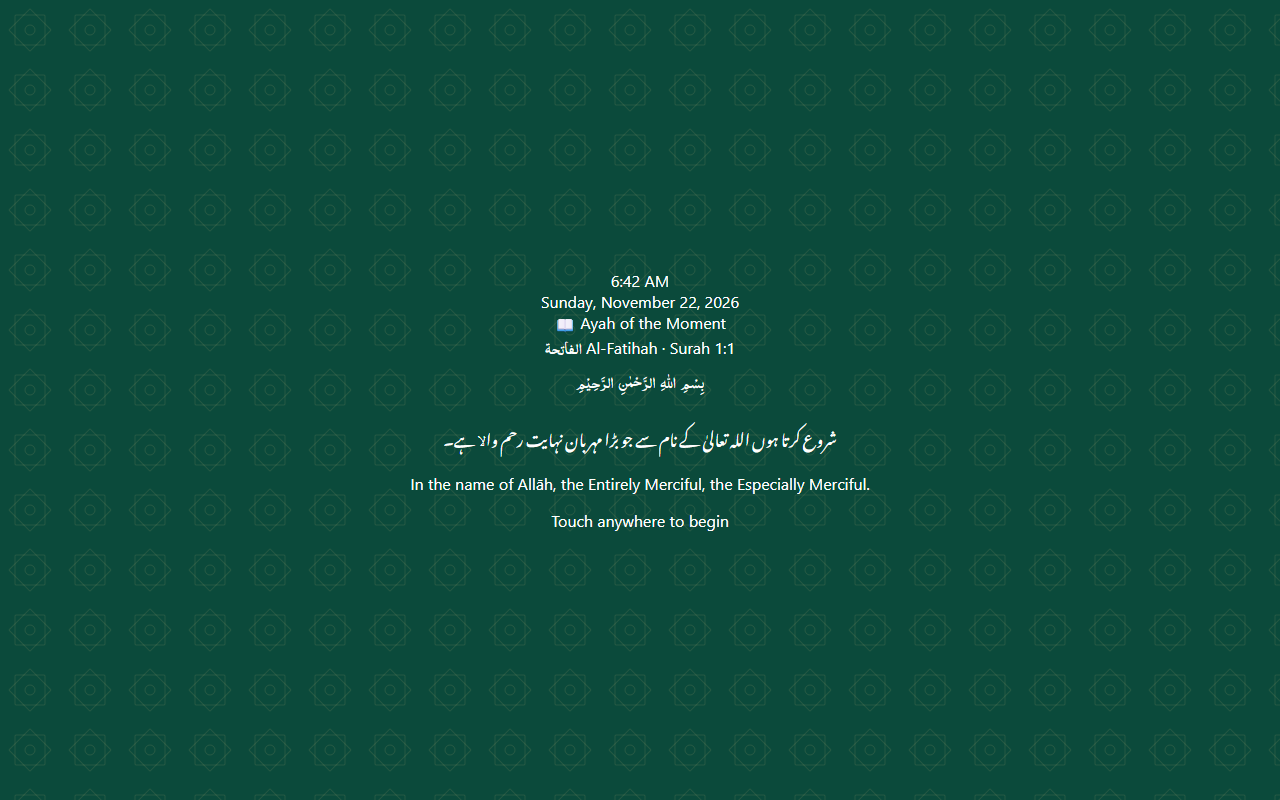 6:42 AM
Sunday, November 22, 2026
📖 Ayah of the Moment
الفاتحة Al-Fatihah · Surah 1:1
بِسْمِ اللّٰهِ الرَّحْمٰنِ الرَّحِيْمِ
شروع کرتا ہوں اللہ تعالیٰ کے نام سے جو بڑا مہربان نہایت رحم والا ہے۔
In the name of Allāh, the Entirely Merciful, the Especially Merciful.
Touch anywhere to begin